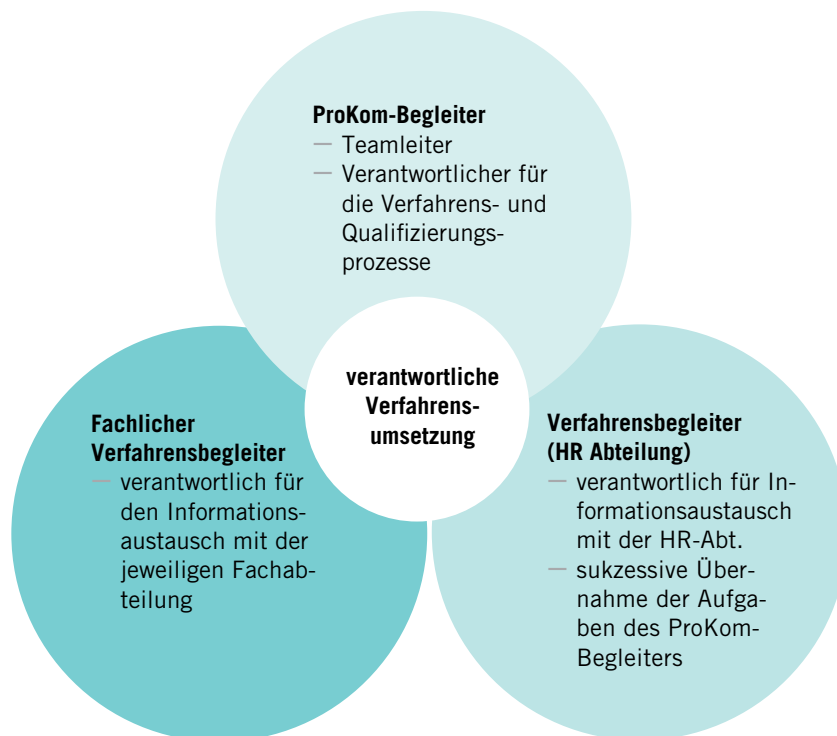 ProKom-Begleiter
— Teamleiter
— Verantwortlicher für
die Verfahrens- und
Qualifizierungs-
prozesse
verantwortliche
Verfahrens-
umsetzung
Fachlicher
Verfahrensbegleiter
— verantwortlich für
den Informations-
austausch mit der
jeweiligen Fachab-
teilung
Verfahrensbegleiter
(HR Abteilung)
— verantwortlich für In-
formationsaustausch
mit der HR-Abt.
— sukzessive Über-
nahme der Aufga-
ben des ProKom-
Begleiters